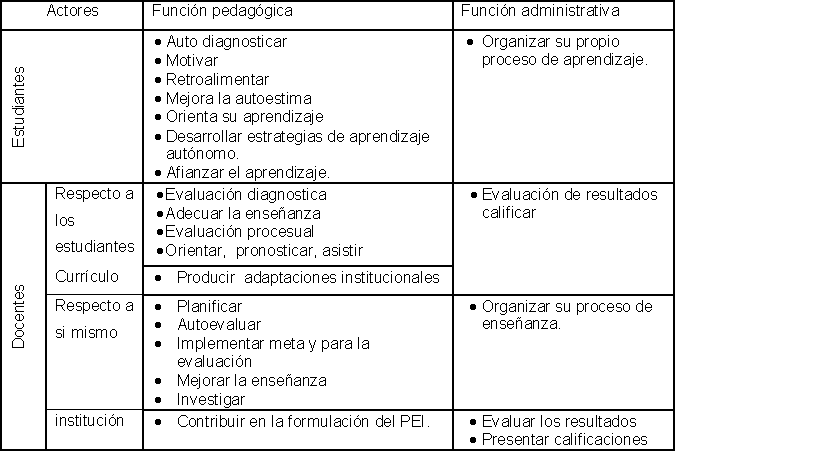 Actores Función pedagógica Función administrativa
Estudiantes
• Auto diagnosticar
• Motivar
• Retroalimentar
• Mejora la autoestima
• Orienta su aprendizaje
• Desarrollar estrategias de aprendizaje
autónomo.
• Afianzar el aprendizaje.
• Organizar su propio
proceso de aprendizaje.
Docentes
Respecto a
los
estudiantes
•Evaluación diagnostica
•Adecuar la enseñanza
•Evaluación procesual
•Orientar, pronosticar, asistir
• Evaluación de resultados
calificar
Currículo
• Producir adaptaciones institucionales
Respecto a
si mismo
• Planificar
• Autoevaluar
• Implementar meta y para la
evaluación
• Mejorar la enseñanza
• Investigar
• Organizar su proceso de
enseñanza.
institución
• Contribuir en la formulación del PEI.
• Evaluar los resultados
• Presentar calificaciones